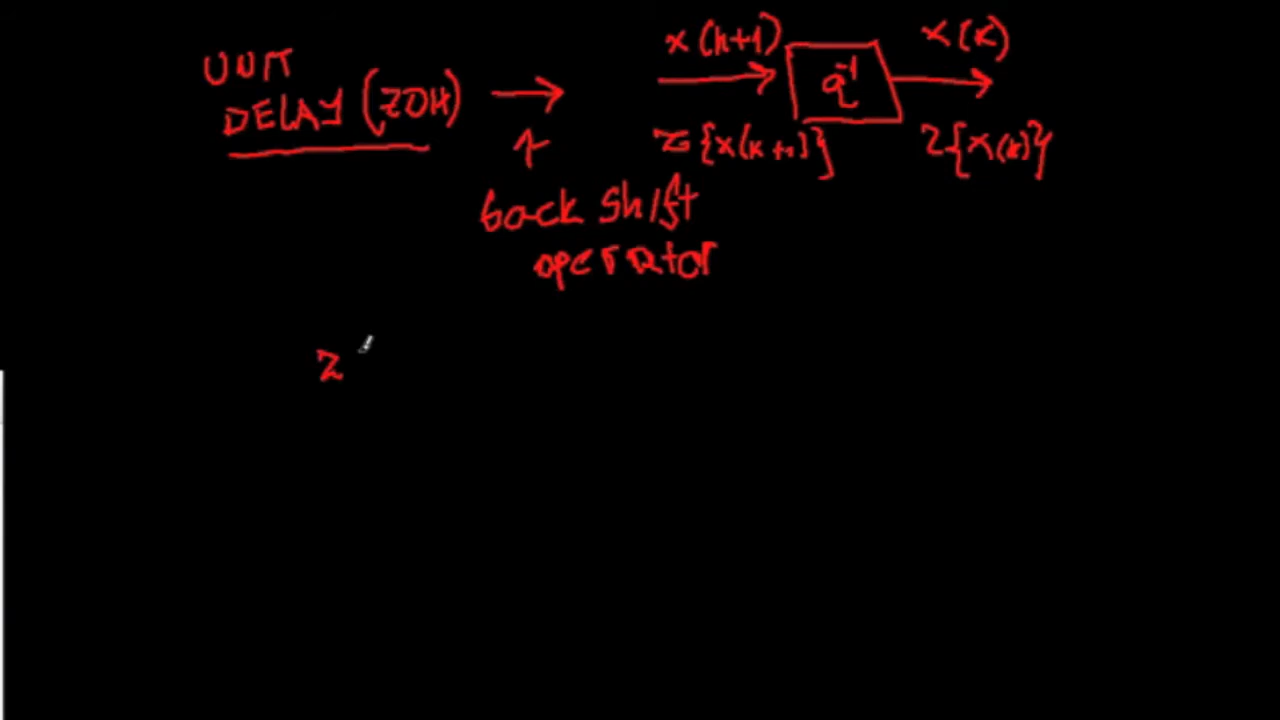 UNIT
DELAY (ZOH) →
↑
back shift
operator
x(k+1) → q⁻¹ → x(k)
z{x(k+1)} z{x(k)}
z